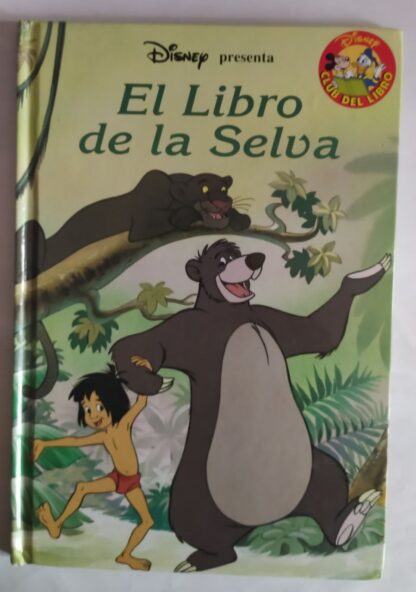 Disney presenta
Disney
CLUB DEL LIBRO
El Libro
de la Selva